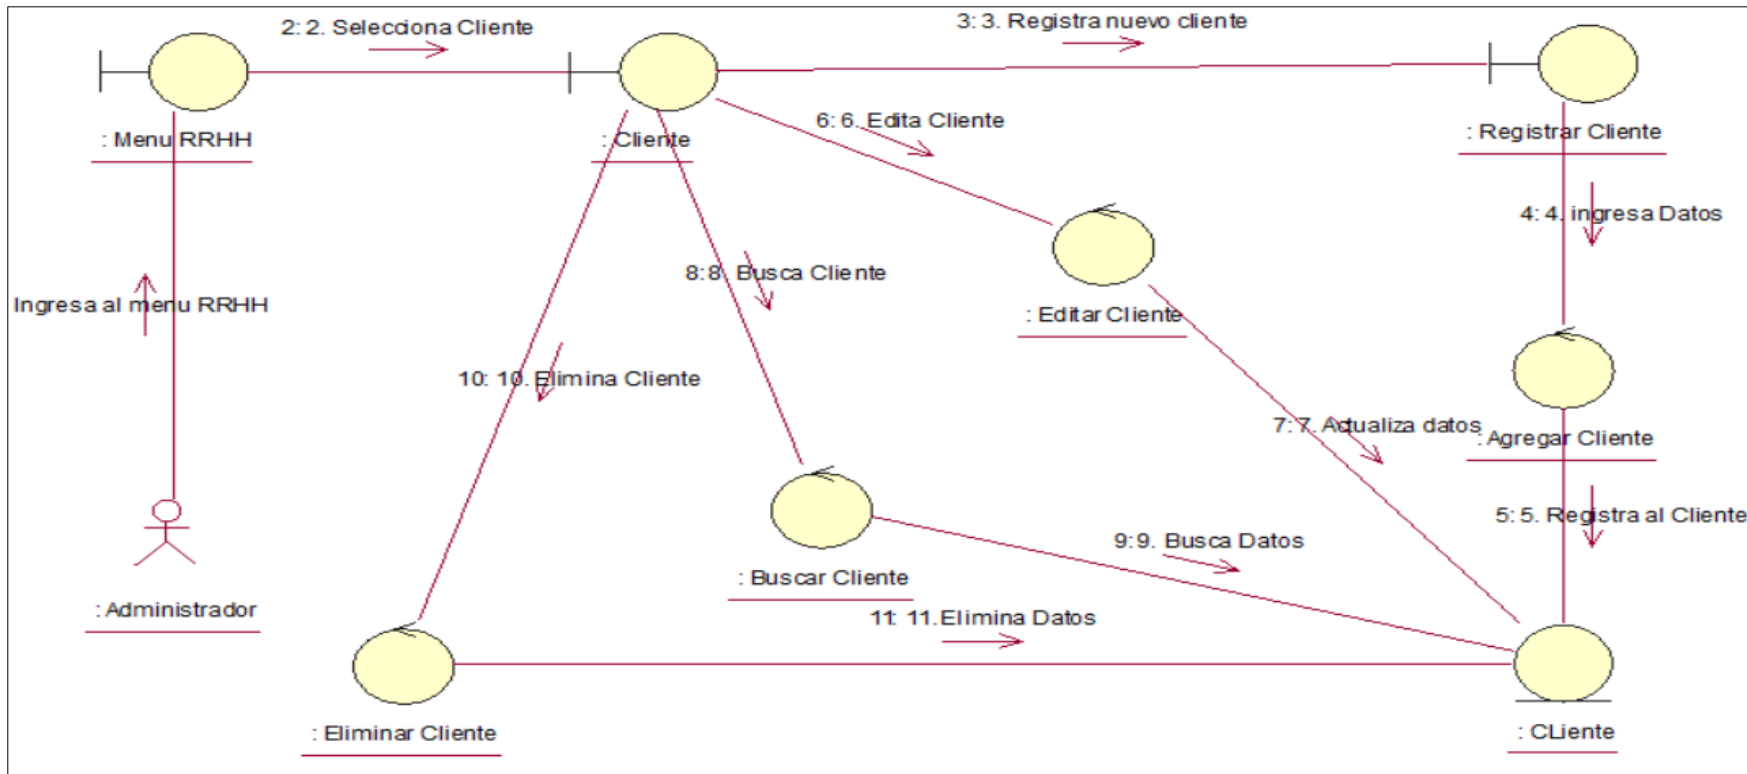 2: 2. Selecciona Cliente
3: 3. Registra nuevo cliente
: Menu RRHH
: Cliente
6: 6. Edita Cliente
: Registrar Cliente
4: 4. ingresa Datos
8: 8. Busca Cliente
Ingresa al menu RRHH
: Editar Cliente
10: 10. Elimina Cliente
7: 7. Actualiza datos
: Agregar Cliente
5: 5. Registra al Cliente
9: 9. Busca Datos
: Buscar Cliente
: Administrador
11: 11. Elimina Datos
: Eliminar Cliente
: CLiente